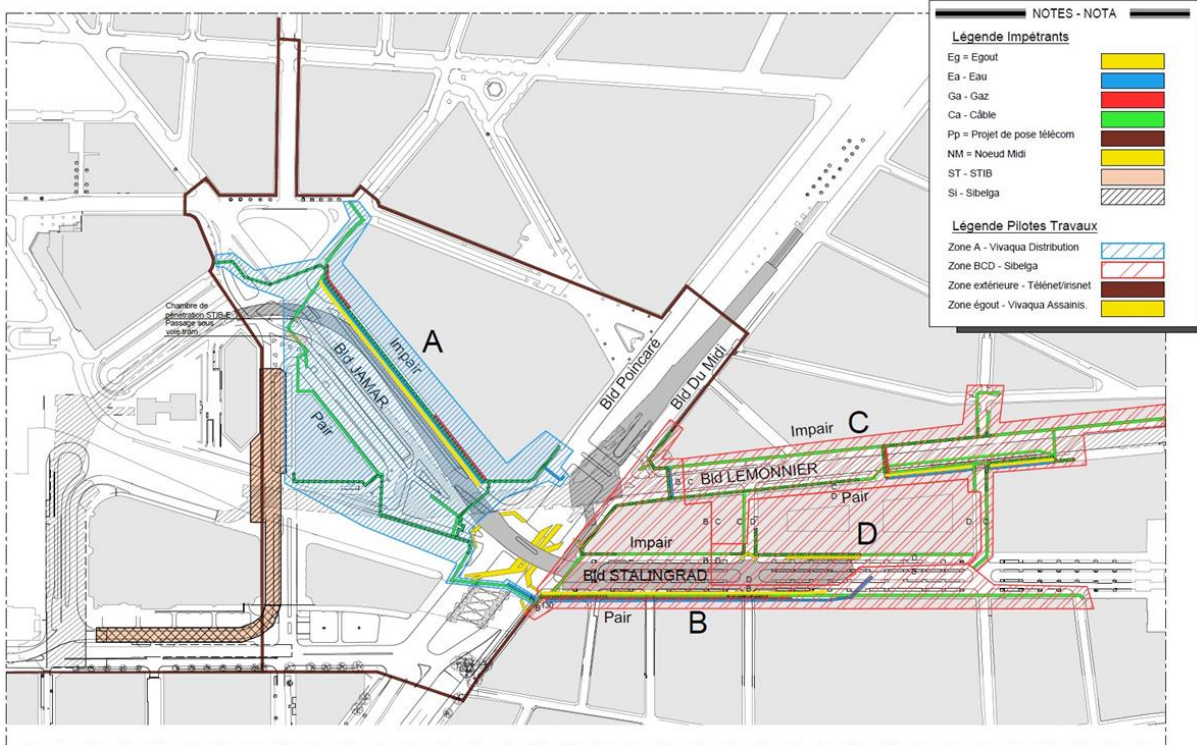 NOTES - NOTA
Légende Impétrants
Eg = Egout
Ea - Eau
Ga - Gaz
Ca - Câble
Pp = Projet de pose télécom
NM = Noeud Midi
ST - STIB
Si - Sibelga
Légende Pilotes Travaux
Zone A - Vivaqua Distribution
Zone BCD - Sibelga
Zone extérieure - Télénet/irisnet
Zone égout - Vivaqua Assainis.
Chambre de
pénétration STIB-E
Passage sous
voie tram
A
Impair
Bld JAMAR
Pair
Bld Poincaré
Bld Du Midi
Impair
C
Bld LEMONNIER
B C
Pair
D
B C
C D
D
D C
Impair
B D
D
Bld STALINGRAD
D
B
B 130
Pair
B